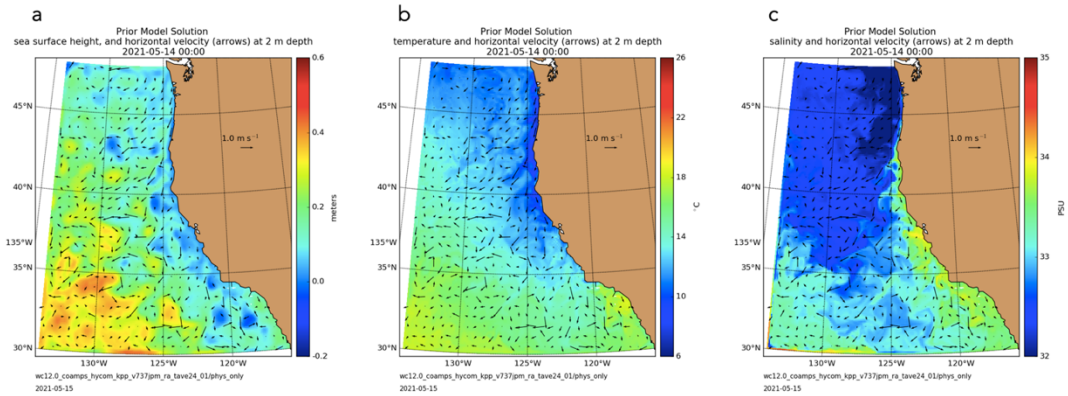 a
Prior Model Solution
sea surface height, and horizontal velocity (arrows) at 2 m depth
2021-05-14 00:00
45°N
40°N
135°W
35°N
30°N
130°W
125°W
120°W
1.0 m s⁻¹
0.6
0.4
0.2
0.0
-0.2
meters
wc12.0_coamps_hycom_kpp_v737jpm_ra_tave24_01/phys_only
2021-05-15
b
Prior Model Solution
temperature and horizontal velocity (arrows) at 2 m depth
2021-05-14 00:00
45°N
40°N
135°W
35°N
30°N
130°W
125°W
120°W
1.0 m s⁻¹
26
22
18
14
10
6
°C
wc12.0_coamps_hycom_kpp_v737jpm_ra_tave24_01/phys_only
2021-05-15
c
Prior Model Solution
salinity and horizontal velocity (arrows) at 2 m depth
2021-05-14 00:00
45°N
40°N
135°W
35°N
30°N
130°W
125°W
120°W
1.0 m s⁻¹
35
34
33
32
PSU
wc12.0_coamps_hycom_kpp_v737jpm_ra_tave24_01/phys_only
2021-05-15